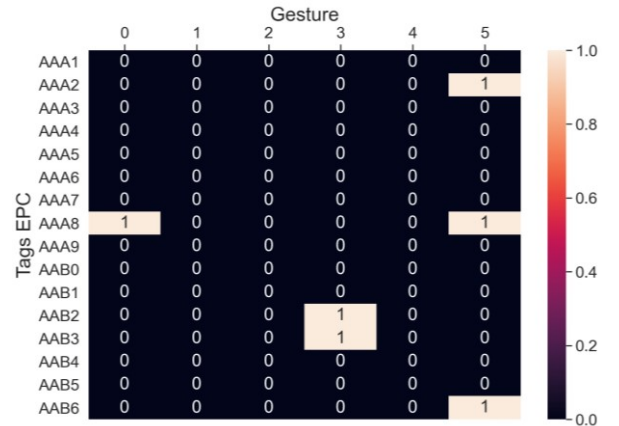 Gesture
0 1 2 3 4 5
AAA1 0 0 0 0 0 0
AAA2 0 0 0 0 0 1
AAA3 0 0 0 0 0 0
AAA4 0 0 0 0 0 0
AAA5 0 0 0 0 0 0
AAA6 0 0 0 0 0 0
AAA7 0 0 0 0 0 0
AAA8 1 0 0 0 0 1
AAA9 0 0 0 0 0 0
AAB0 0 0 0 0 0 0
AAB1 0 0 0 0 0 0
AAB2 0 0 0 1 0 0
AAB3 0 0 0 1 0 0
AAB4 0 0 0 0 0 0
AAB5 0 0 0 0 0 0
AAB6 0 0 0 0 0 1
Tags EPC
1.0
0.8
0.6
0.4
0.2
0.0